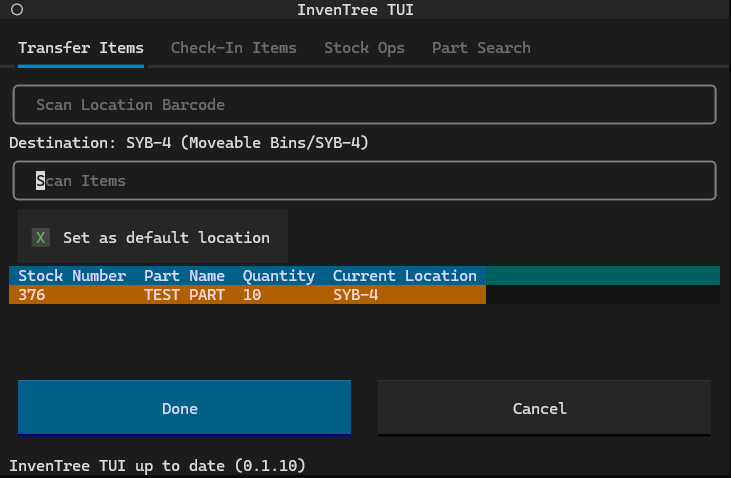 InvenTree TUI
Transfer Items Check-In Items Stock Ops Part Search
Scan Location Barcode
Destination: SYB-4 (Moveable Bins/SYB-4)
Scan Items
X Set as default location
Stock Number Part Name Quantity Current Location
376 TEST PART 10 SYB-4
Done Cancel
InvenTree TUI up to date (0.1.10)